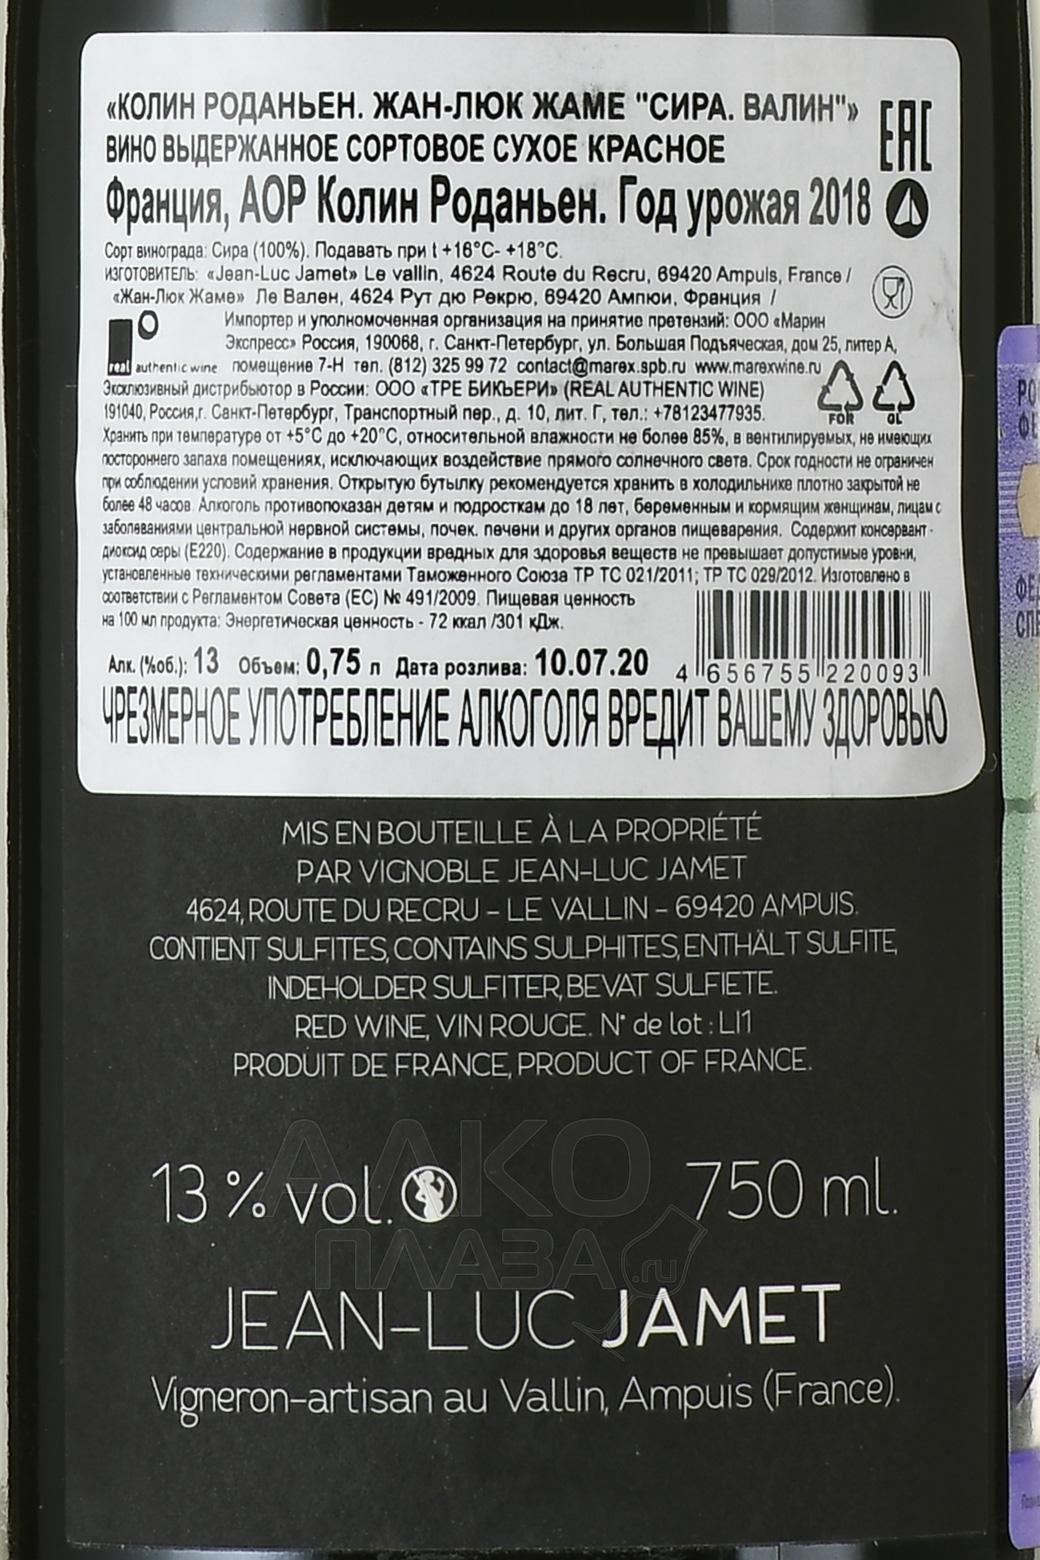 «КОЛИН РОДАНЬЕН. ЖАН-ЛЮК ЖАМЕ "СИРА. ВАЛИН"»
EAC
ВИНО ВЫДЕРЖАННОЕ СОРТОВОЕ СУХОЕ КРАСНОЕ
Франция, АОР Колин Роданьен. Год урожая 2018
Сорт винограда: Сира (100%). Подавать при t +16°C- +18°C.
ИЗГОТОВИТЕЛЬ: «Jean-Luc Jamet» Le vallin, 4624 Route du Recru, 69420 Ampuis, France /
«Жан-Люк Жаме» Ле Вален, 4624 Рут дю Рекрю, 69420 Ампюи, Франция /
Импортер и уполномоченная организация на принятие претензий: ООО «Марин
Экспресс» Россия, 190068, г. Санкт-Петербург, ул. Большая Подъяческая, дом 25, литер А,
real authentic wine помещение 7-Н тел. (812) 325 99 72 contact@marex.spb.ru www.marexwine.ru
Эксклюзивный дистрибьютор в России: ООО «ТРЕ БИКЬЕРИ» (REAL AUTHENTIC WINE)
191040, Россия,г. Санкт-Петербург, Транспортный пер., д. 10, лит. Г, тел.: +78123477935.
FOR GL
Хранить при температуре от +5°С до +20°С, относительной влажности не более 85%, в вентилируемых, не имеющих
постороннего запаха помещениях, исключающих воздействие прямого солнечного света. Срок годности не ограничен
при соблюдении условий хранения. Открытую бутылку рекомендуется хранить в холодильнике плотно закрытой не
более 48 часов. Алкоголь противопоказан детям и подросткам до 18 лет, беременным и кормящим женщинам, лицам с
заболеваниями центральной нервной системы, почек, печени и других органов пищеварения. Содержит консервант -
диоксид серы (Е220). Содержание в продукции вредных для здоровья веществ не превышает допустимые уровни,
установленные техническими регламентами Таможенного Союза ТР ТС 021/2011; ТР ТС 029/2012. Изготовлено в
соответствии с Регламентом Совета (ЕС) № 491/2009. Пищевая ценность
на 100 мл продукта: Энергетическая ценность - 72 ккал /301 кДж.
Алк. (%об.): 13 Объем: 0,75 л Дата розлива: 10.07.20
4 656755 220093
ЧРЕЗМЕРНОЕ УПОТРЕБЛЕНИЕ АЛКОГОЛЯ ВРЕДИТ ВАШЕМУ ЗДОРОВЬЮ
MIS EN BOUTEILLE À LA PROPRIÉTÉ
PAR VIGNOBLE JEAN-LUC JAMET
4624, ROUTE DU RECRU - LE VALLIN - 69420 AMPUIS.
CONTIENT SULFITES, CONTAINS SULPHITES, ENTHÄLT SULFITE,
INDEHOLDER SULFITER, BEVAT SULFIETE.
RED WINE, VIN ROUGE. N° de lot : LI1
PRODUIT DE FRANCE, PRODUCT OF FRANCE.
13 % vol. 750 ml.
АЛКО
ПЛАЗА .ru
JEAN-LUC JAMET
Vigneron-artisan au Vallin, Ampuis (France).